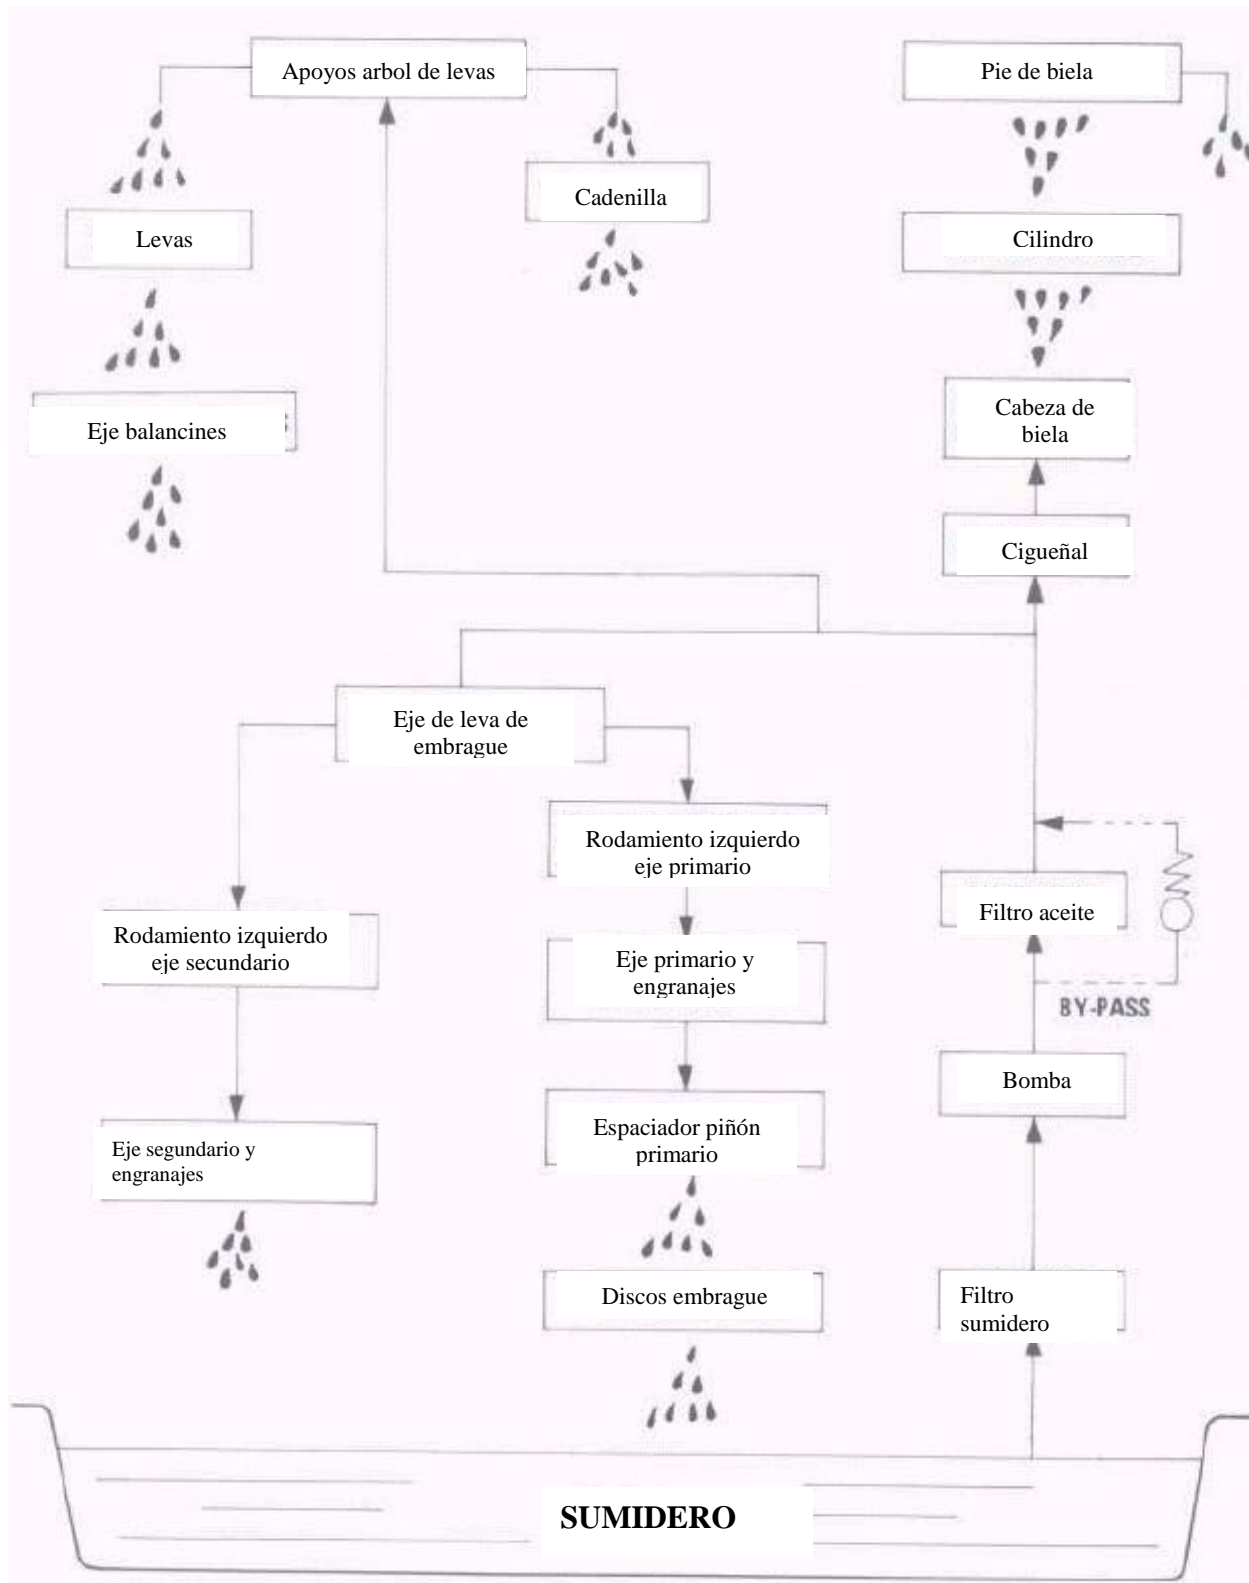 Apoyos arbol de levas
Pie de biela
Cadenilla
Levas
Cilindro
Eje balancines
Cabeza de
biela
Cigueñal
Eje de leva de
embrague
Rodamiento izquierdo
eje primario
Filtro aceite
Rodamiento izquierdo
eje secundario
Eje primario y
engranajes
BY-PASS
Bomba
Espaciador piñón
primario
Eje segundario y
engranajes
Discos embrague
Filtro
sumidero
SUMIDERO